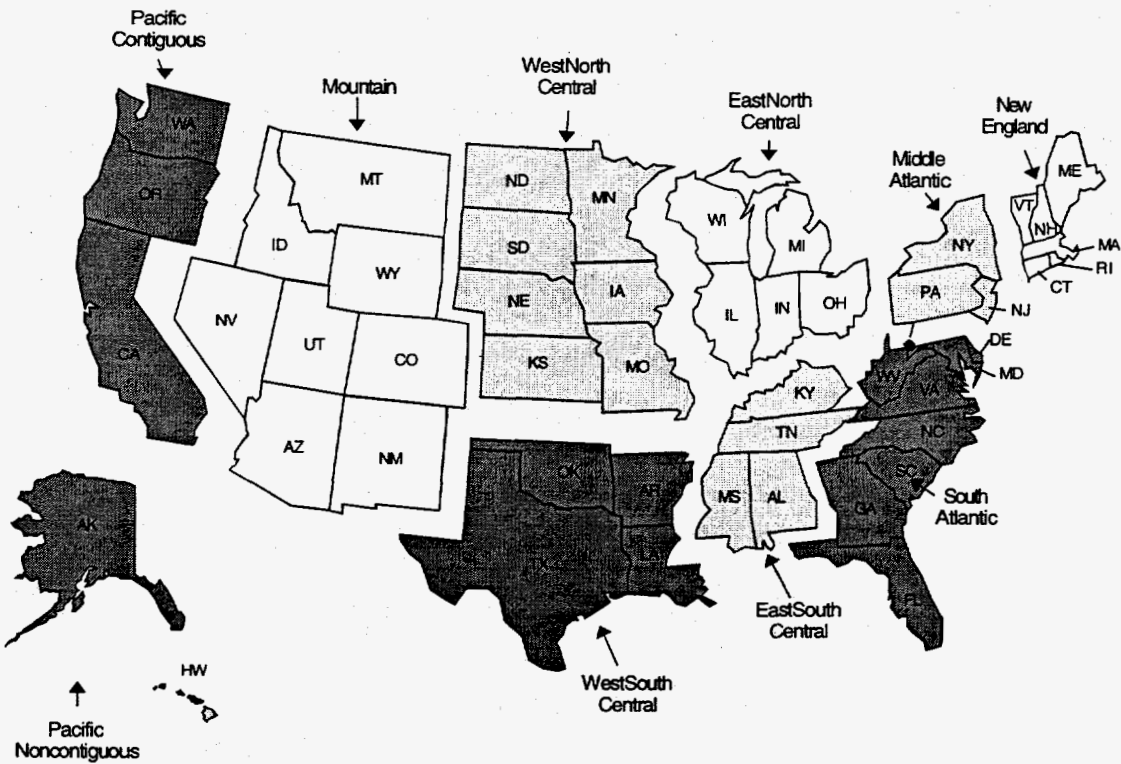 Pacific
Contiguous
WestNorth
Central
Mountain
EastNorth
Central
New
England
Middle
Atlantic
WA
OR
CA
MT
ID
WY
NV
UT
CO
AZ
NM
ND
SD
NE
KS
MN
IA
MO
WI
MI
IL
IN
OH
NY
PA
NJ
ME
VT
NH
MA
RI
CT
DE
MD
WV
VA
NC
SC
GA
FL
South
Atlantic
KY
TN
MS
AL
EastSouth
Central
OK
AR
TX
LA
WestSouth
Central
AK
HW
Pacific
Noncontiguous